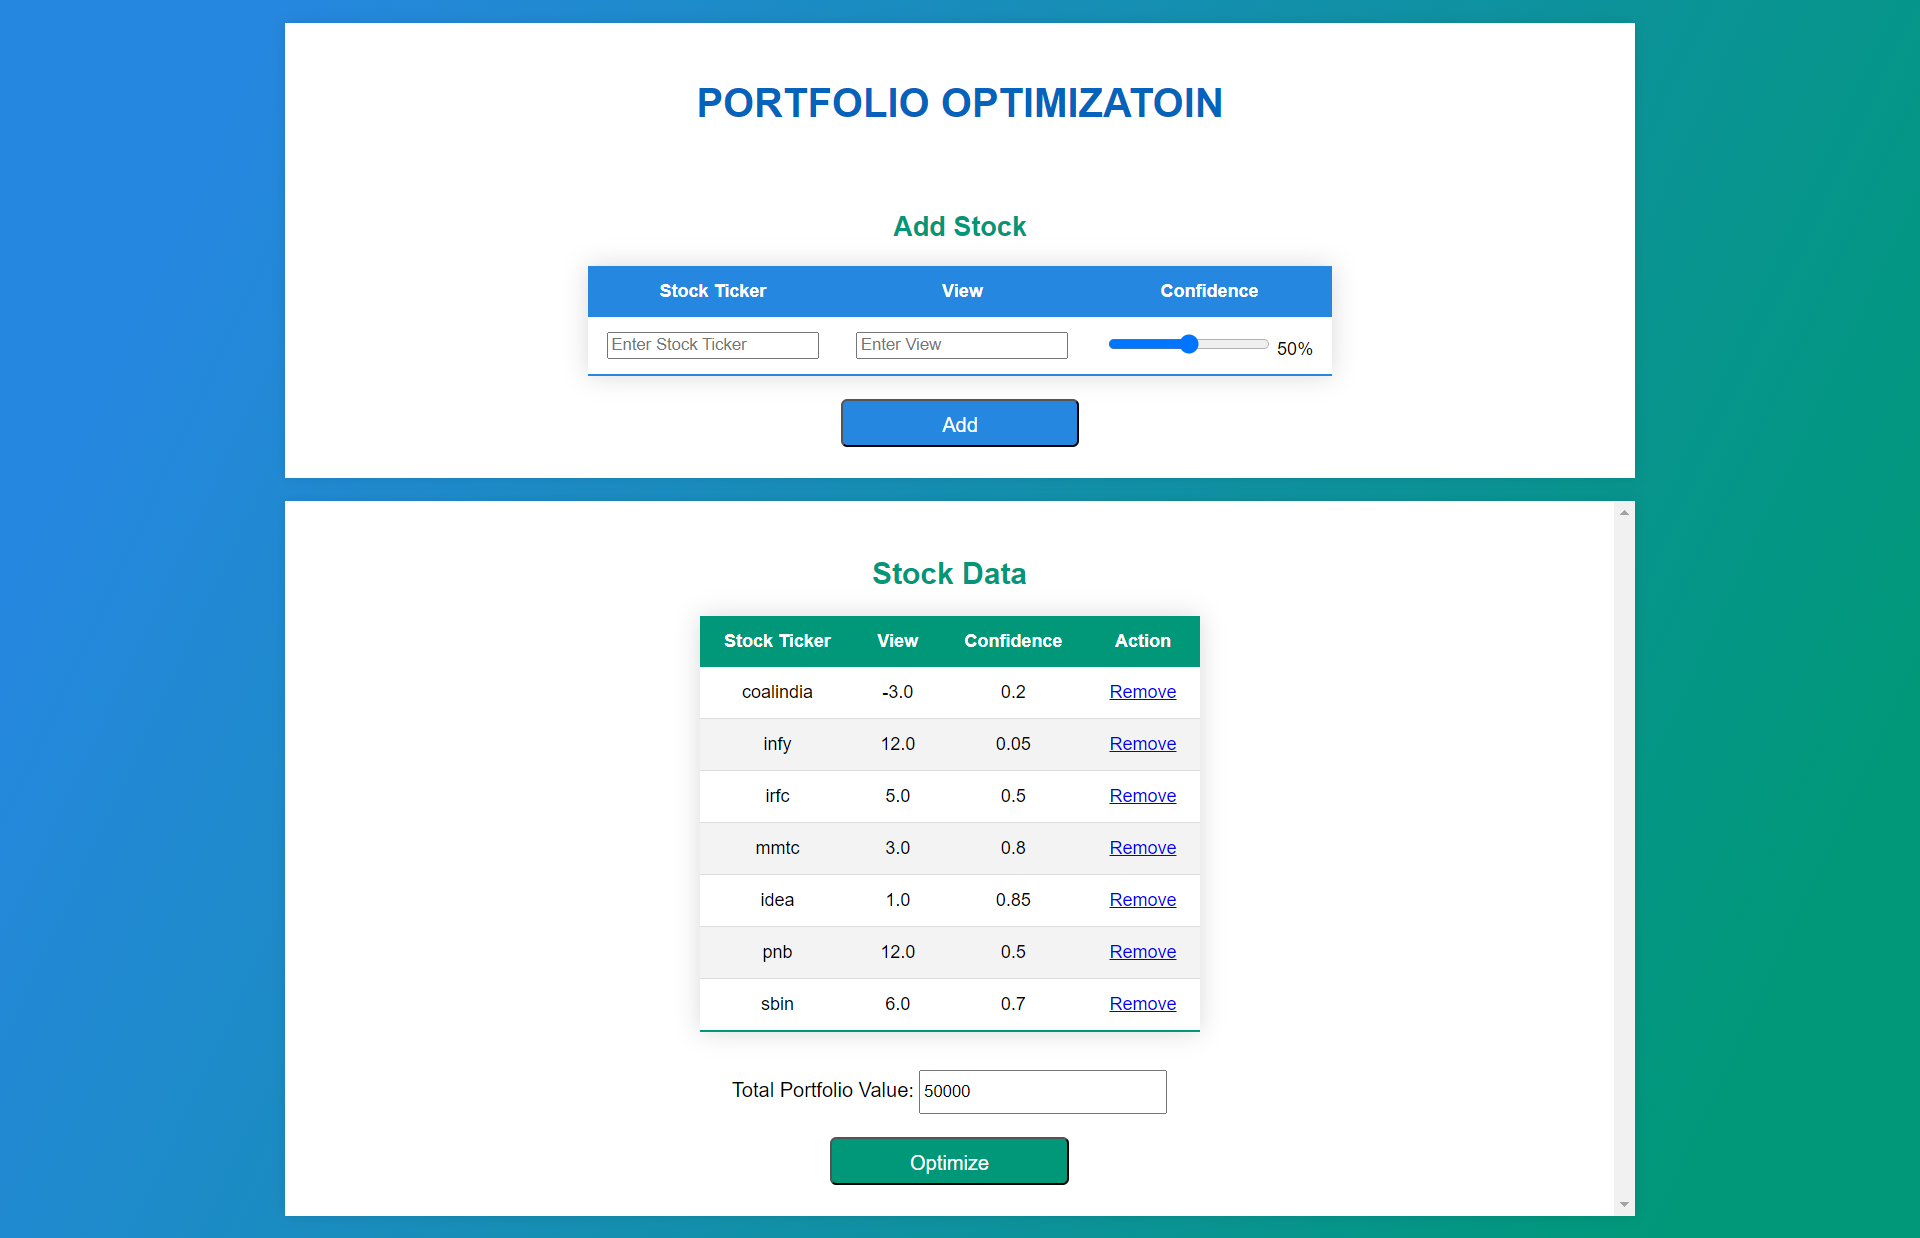 PORTFOLIO OPTIMIZATOIN
Add Stock
Stock Ticker View Confidence
Enter Stock Ticker Enter View 50%
Add
Stock Data
Stock Ticker View Confidence Action
coalindia -3.0 0.2 Remove
infy 12.0 0.05 Remove
irfc 5.0 0.5 Remove
mmtc 3.0 0.8 Remove
idea 1.0 0.85 Remove
pnb 12.0 0.5 Remove
sbin 6.0 0.7 Remove
Total Portfolio Value: 50000
Optimize